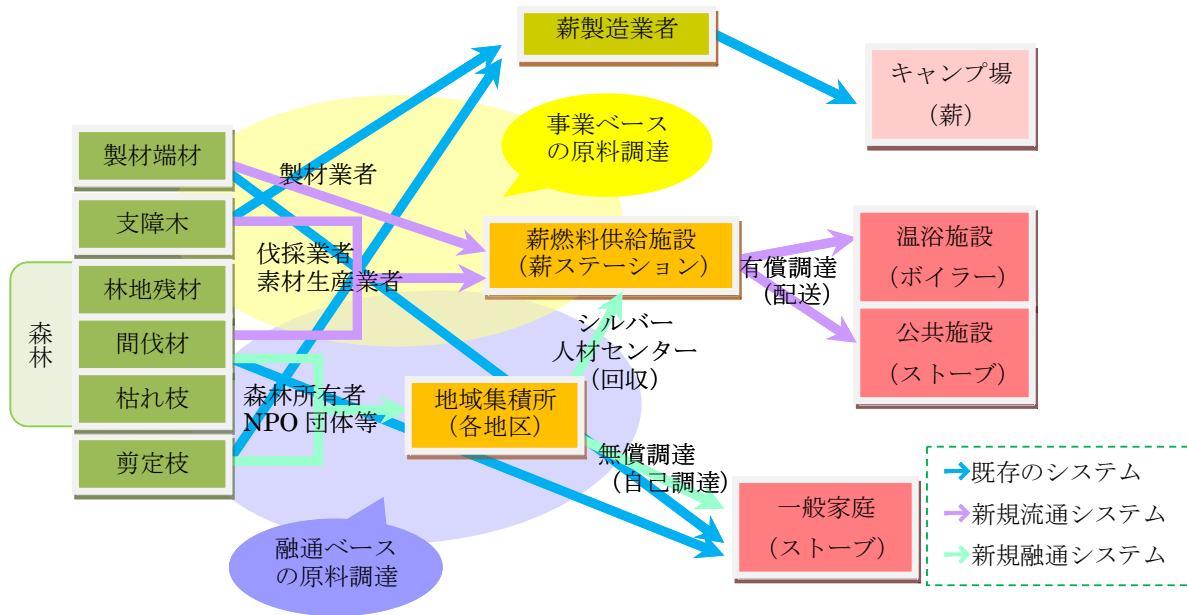 薪製造業者
キャンプ場
（薪）
事業ベース
の原料調達
製材端材
製材業者
支障木
伐採業者
素材生産業者
森林
林地残材
間伐材
枯れ枝
剪定枝
薪燃料供給施設
（薪ステーション）
有償調達
（配送）
温浴施設
（ボイラー）
公共施設
（ストーブ）
シルバー
人材センター
（回収）
森林所有者
NPO 団体等
地域集積所
（各地区）
無償調達
（自己調達）
一般家庭
（ストーブ）
融通ベース
の原料調達
既存のシステム
新規流通システム
新規融通システム